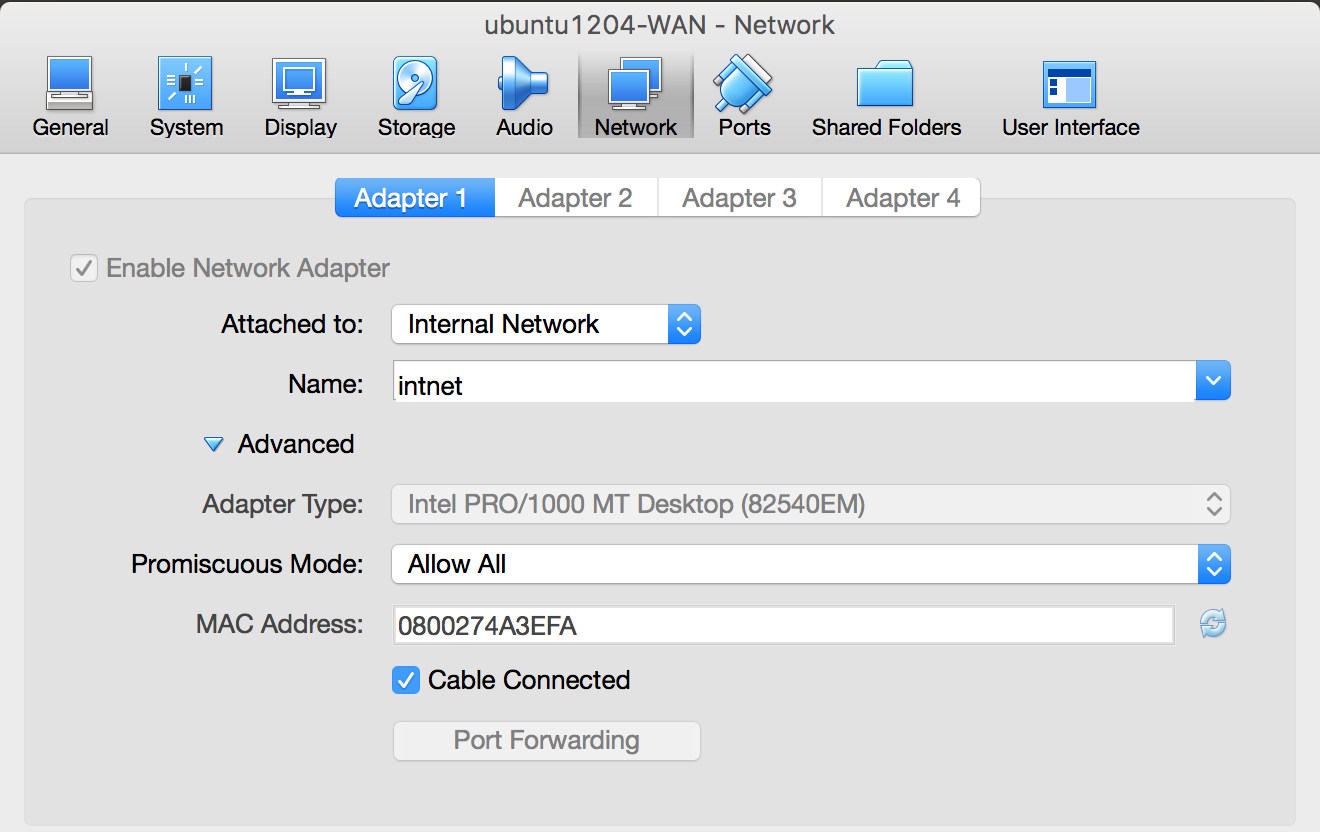 ubuntu1204-WAN - Network
General System Display Storage Audio Network Ports Shared Folders User Interface
Adapter 1 Adapter 2 Adapter 3 Adapter 4
Enable Network Adapter
Attached to: Internal Network
Name: intnet
Advanced
Adapter Type: Intel PRO/1000 MT Desktop (82540EM)
Promiscuous Mode: Allow All
MAC Address: 0800274A3EFA
Cable Connected
Port Forwarding